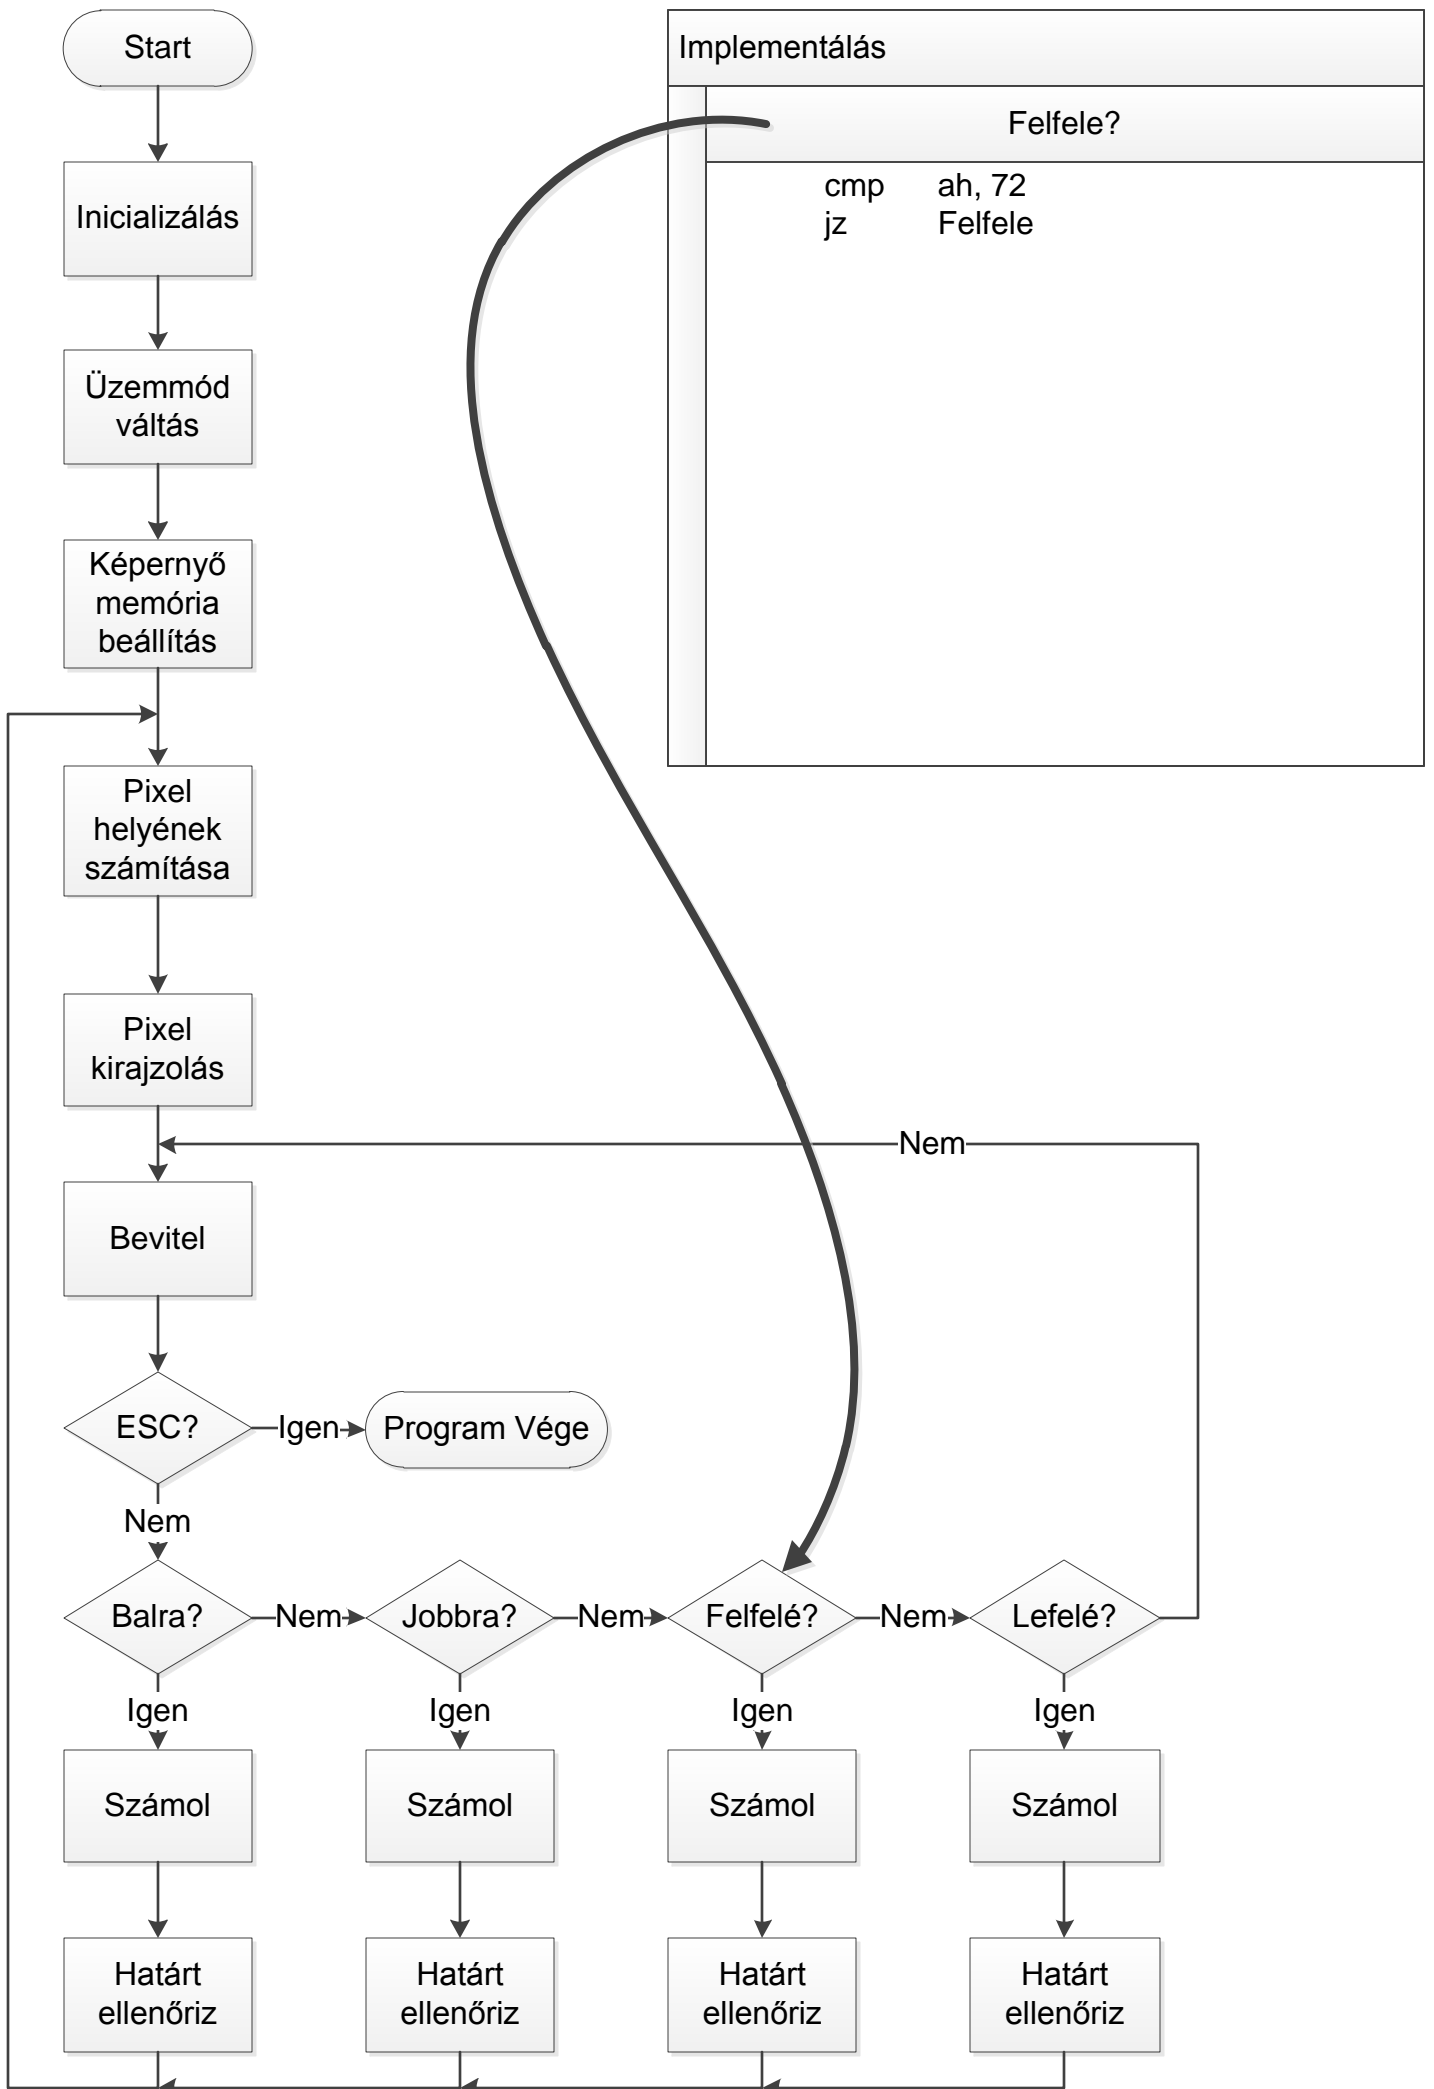 Start
Implementálás
Felfele?
cmp ah, 72
jz Felfele
Inicializálás
Üzemmód
váltás
Képernyő
memória
beállítás
Pixel
helyének
számítása
Pixel
kirajzolás
Nem
Bevitel
ESC?
Igen
Program Vége
Nem
Balra?
Nem
Jobbra?
Nem
Felfelé?
Nem
Lefelé?
Igen
Igen
Igen
Igen
Számol
Számol
Számol
Számol
Határt
ellenőriz
Határt
ellenőriz
Határt
ellenőriz
Határt
ellenőriz